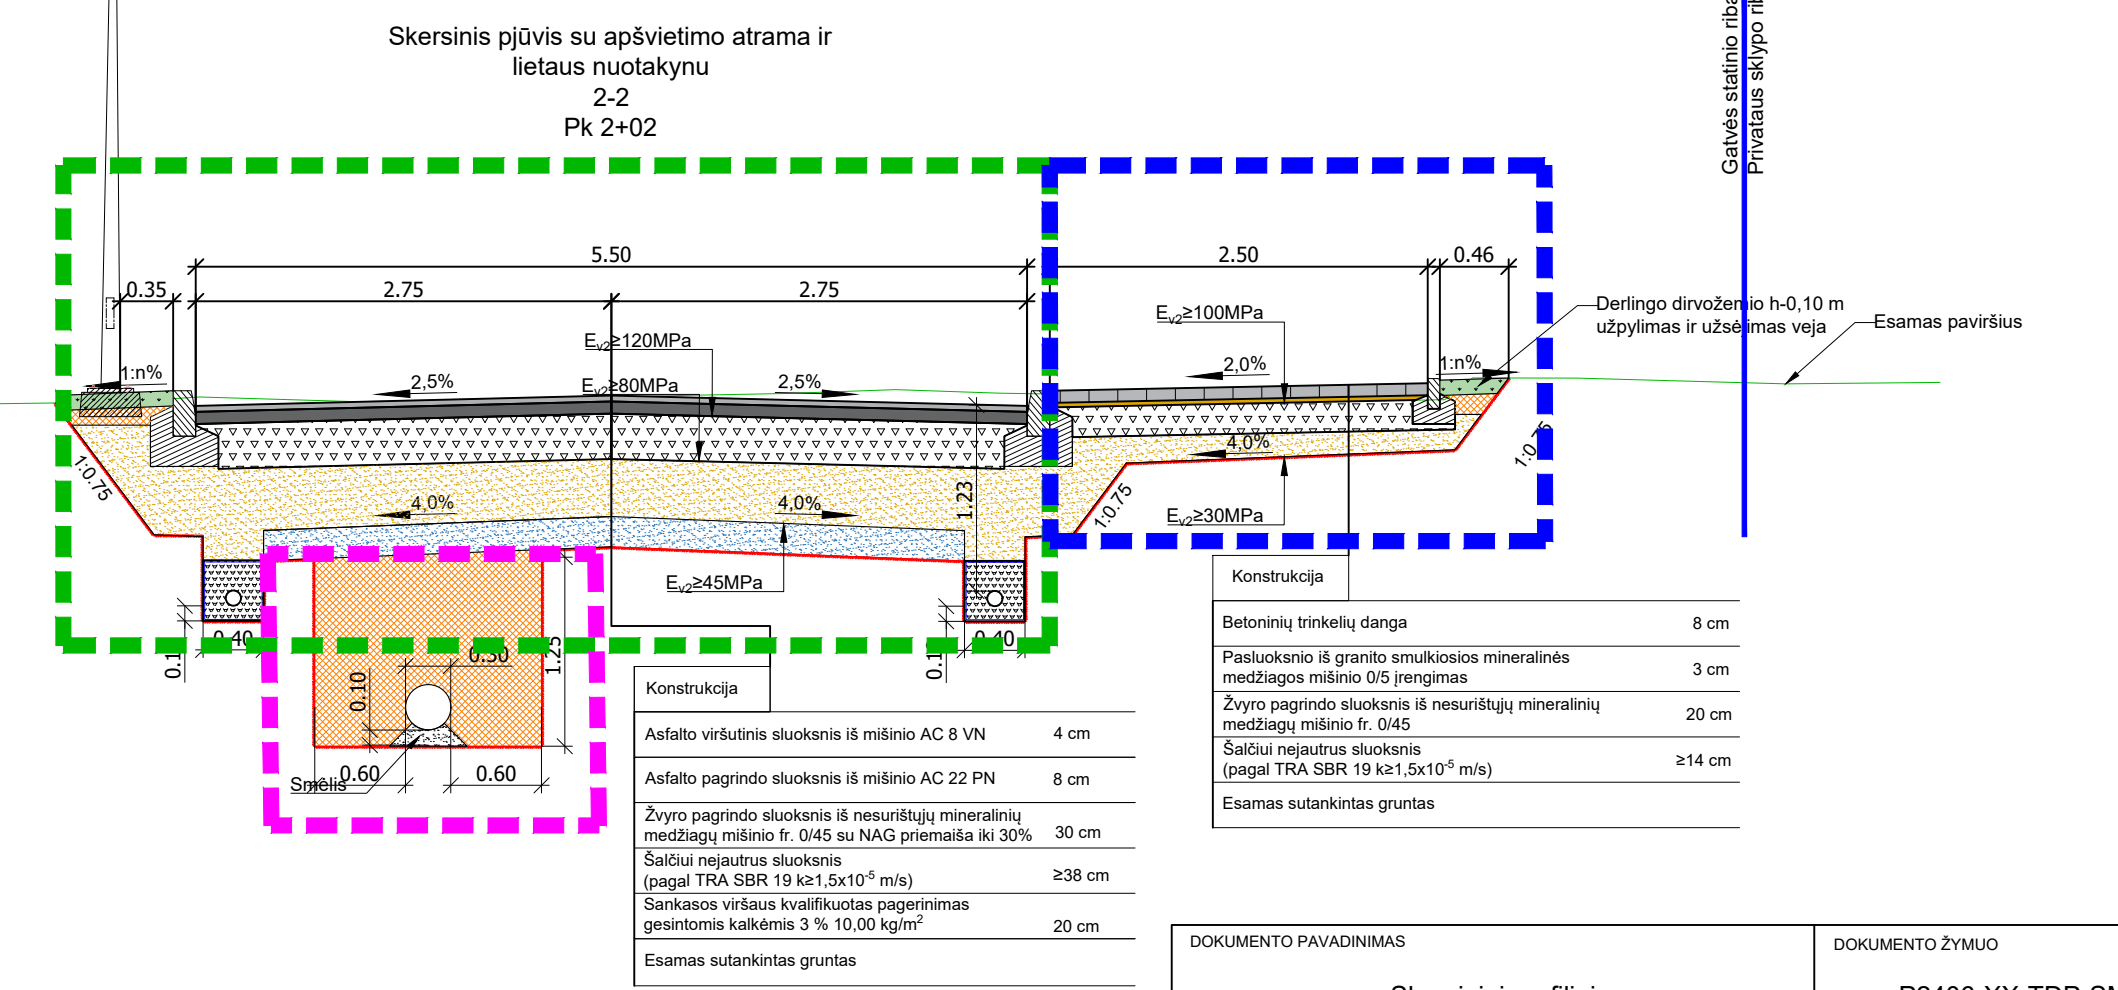 Skersinis pjūvis su apšvietimo atrama ir
lietaus nuotakynu
2-2
Pk 2+02
Gatvės statinio riba
Privataus sklypo
5.50
2.50
0.46
0.35
2.75
2.75
Derlingo dirvožemio h-0,10 m
užpylimas ir užsėjimas veja
Esamas paviršius
Ev2≥100MPa
Ev2≥120MPa
Ev2≥80MPa
1:n%
2,5%
2,5%
2,0%
1:n%
4,0%
1:0.75
1:0.75
1:0.75
4,0%
4,0%
1.23
Ev2≥30MPa
Ev2≥45MPa
0.40
0.40
0.50
1.25
0.10
0.60
0.60
Smėlis
Konstrukcija
Asfalto viršutinis sluoksnis iš mišinio AC 8 VN 4 cm
Asfalto pagrindo sluoksnis iš mišinio AC 22 PN 8 cm
Žvyro pagrindo sluoksnis iš nesurištųjų mineralinių
medžiagų mišinio fr. 0/45 su NAG priemaiša iki 30% 30 cm
Šalčiui nejautrus sluoksnis
(pagal TRA SBR 19 k≥1,5x10⁻⁵ m/s) ≥38 cm
Sankasos viršaus kvalifikuotas pagerinimas
gesintomis kalkėmis 3 % 10,00 kg/m² 20 cm
Esamas sutankintas gruntas
Konstrukcija
Betoninių trinkelių danga 8 cm
Pasluoksnio iš granito smulkiosios mineralinės
medžiagos mišinio 0/5 įrengimas 3 cm
Žvyro pagrindo sluoksnis iš nesurištųjų mineralinių
medžiagų mišinio fr. 0/45 20 cm
Šalčiui nejautrus sluoksnis
(pagal TRA SBR 19 k≥1,5x10⁻⁵ m/s) ≥14 cm
Esamas sutankintas gruntas
DOKUMENTO PAVADINIMAS
DOKUMENTO ŽYMUO